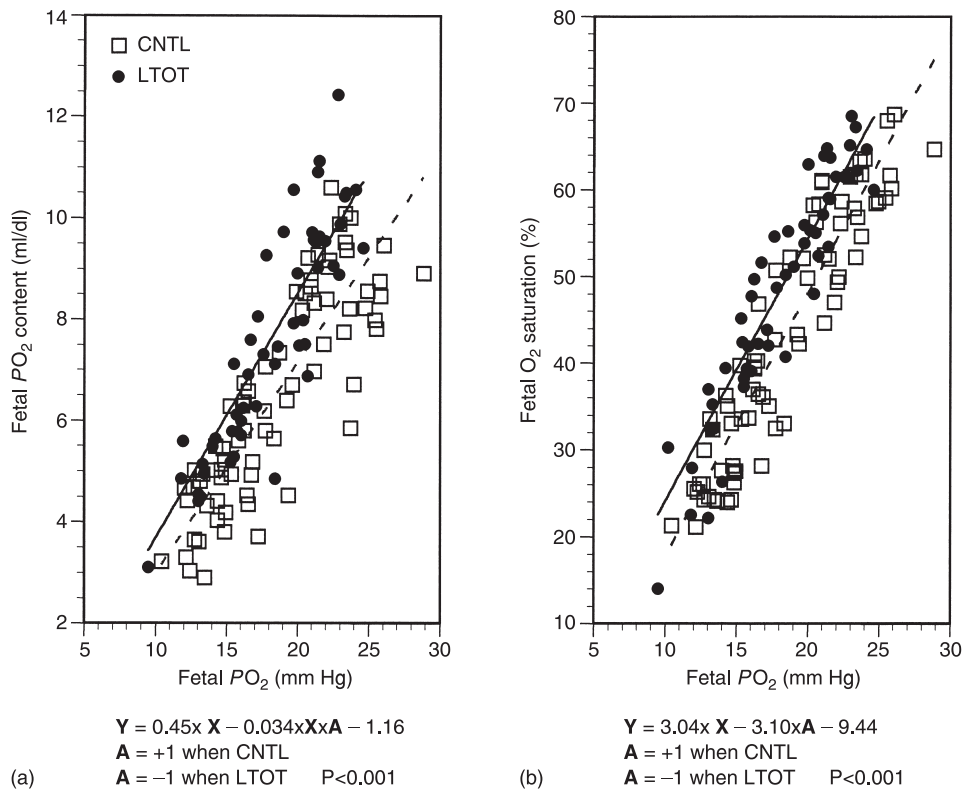 14
12
10
8
6
4
2
Fetal PO2 content (ml/dl)
CNTL
LTOT
5 10 15 20 25 30
Fetal PO2 (mm Hg)
Y = 0.45x X – 0.034xXxA – 1.16
A = +1 when CNTL
(a) A = –1 when LTOT P<0.001
80
70
60
50
40
30
20
10
Fetal O2 saturation (%)
5 10 15 20 25 30
Fetal PO2 (mm Hg)
Y = 3.04x X – 3.10xA – 9.44
A = +1 when CNTL
(b) A = –1 when LTOT P<0.001